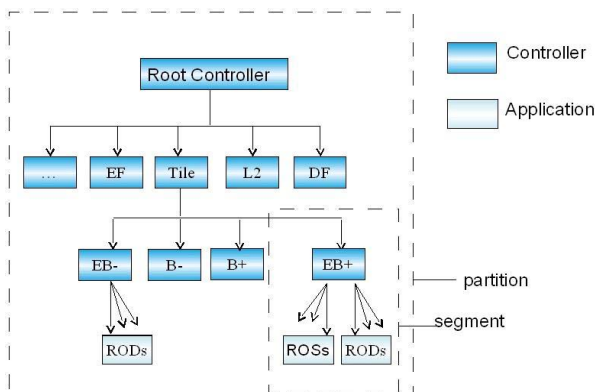 Root Controller
Controller
Application
... EF Tile L2 DF
EB- B- B+ EB+
partition
segment
RODs ROSs RODs